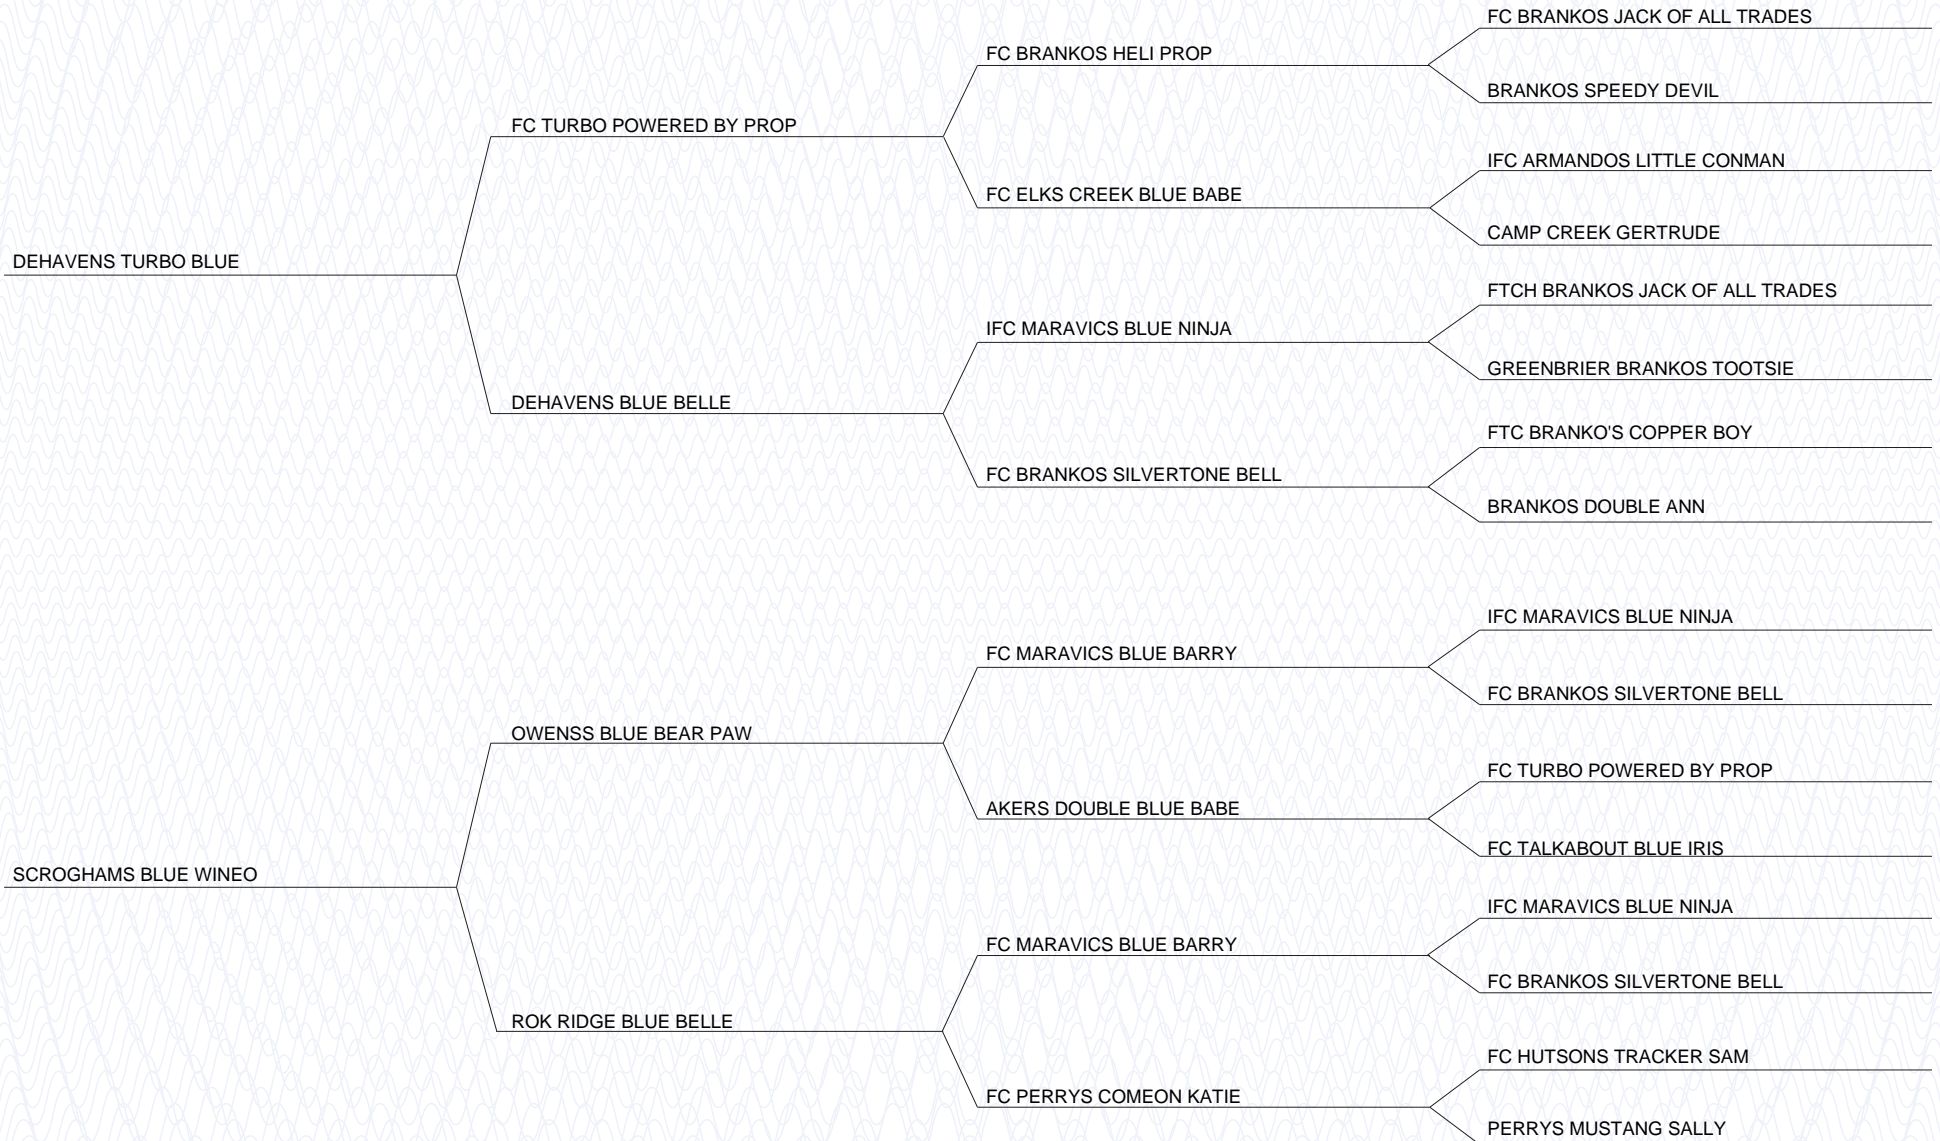 FC BRANKOS JACK OF ALL TRADES
FC BRANKOS HELI PROP
BRANKOS SPEEDY DEVIL
FC TURBO POWERED BY PROP
IFC ARMANDOS LITTLE CONMAN
FC ELKS CREEK BLUE BABE
CAMP CREEK GERTRUDE
DEHAVENS TURBO BLUE
FTCH BRANKOS JACK OF ALL TRADES
IFC MARAVICS BLUE NINJA
GREENBRIER BRANKOS TOOTSIE
DEHAVENS BLUE BELLE
FTC BRANKO'S COPPER BOY
FC BRANKOS SILVERTONE BELL
BRANKOS DOUBLE ANN
IFC MARAVICS BLUE NINJA
FC MARAVICS BLUE BARRY
FC BRANKOS SILVERTONE BELL
OWENSS BLUE BEAR PAW
FC TURBO POWERED BY PROP
AKERS DOUBLE BLUE BABE
FC TALKABOUT BLUE IRIS
SCROGHAMS BLUE WINEO
IFC MARAVICS BLUE NINJA
FC MARAVICS BLUE BARRY
FC BRANKOS SILVERTONE BELL
ROK RIDGE BLUE BELLE
FC HUTSONS TRACKER SAM
FC PERRYS COMEON KATIE
PERRYS MUSTANG SALLY